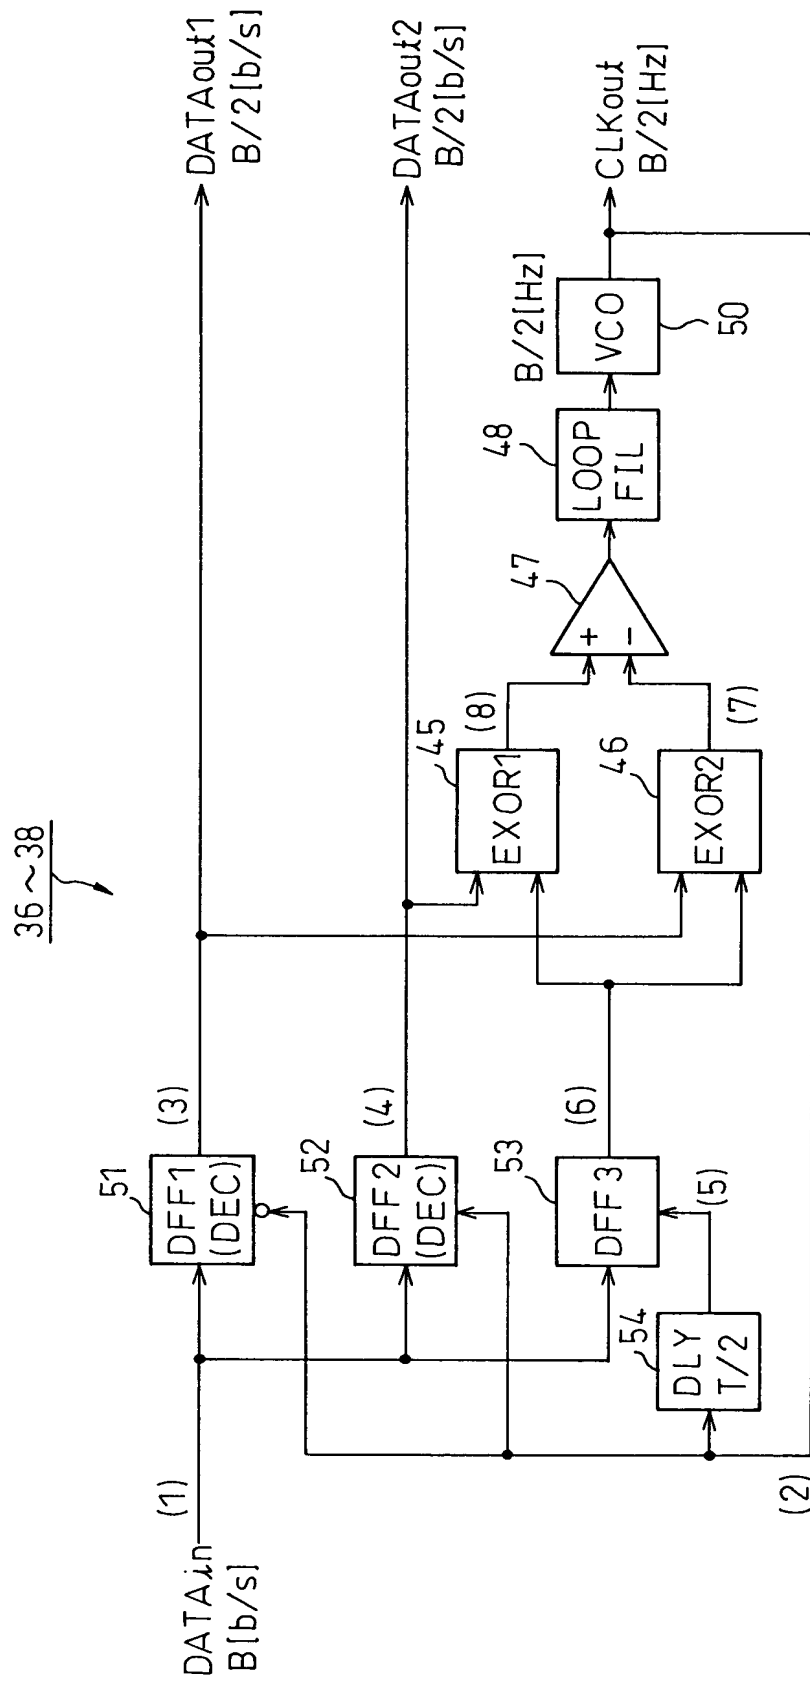 36~38
DATAin
B[b/s]
(1)
51
DFF1
(DEC)
(3)
DATAout1
B/2[b/s]
52
DFF2
(DEC)
(4)
DATAout2
B/2[b/s]
53
DFF3
(6)
(5)
54
DLY
T/2
(2)
45
EXOR1
(8)
46
EXOR2
(7)
47
+
−
48
LOOP
FIL
B/2[Hz]
VCO
50
CLKout
B/2[Hz]